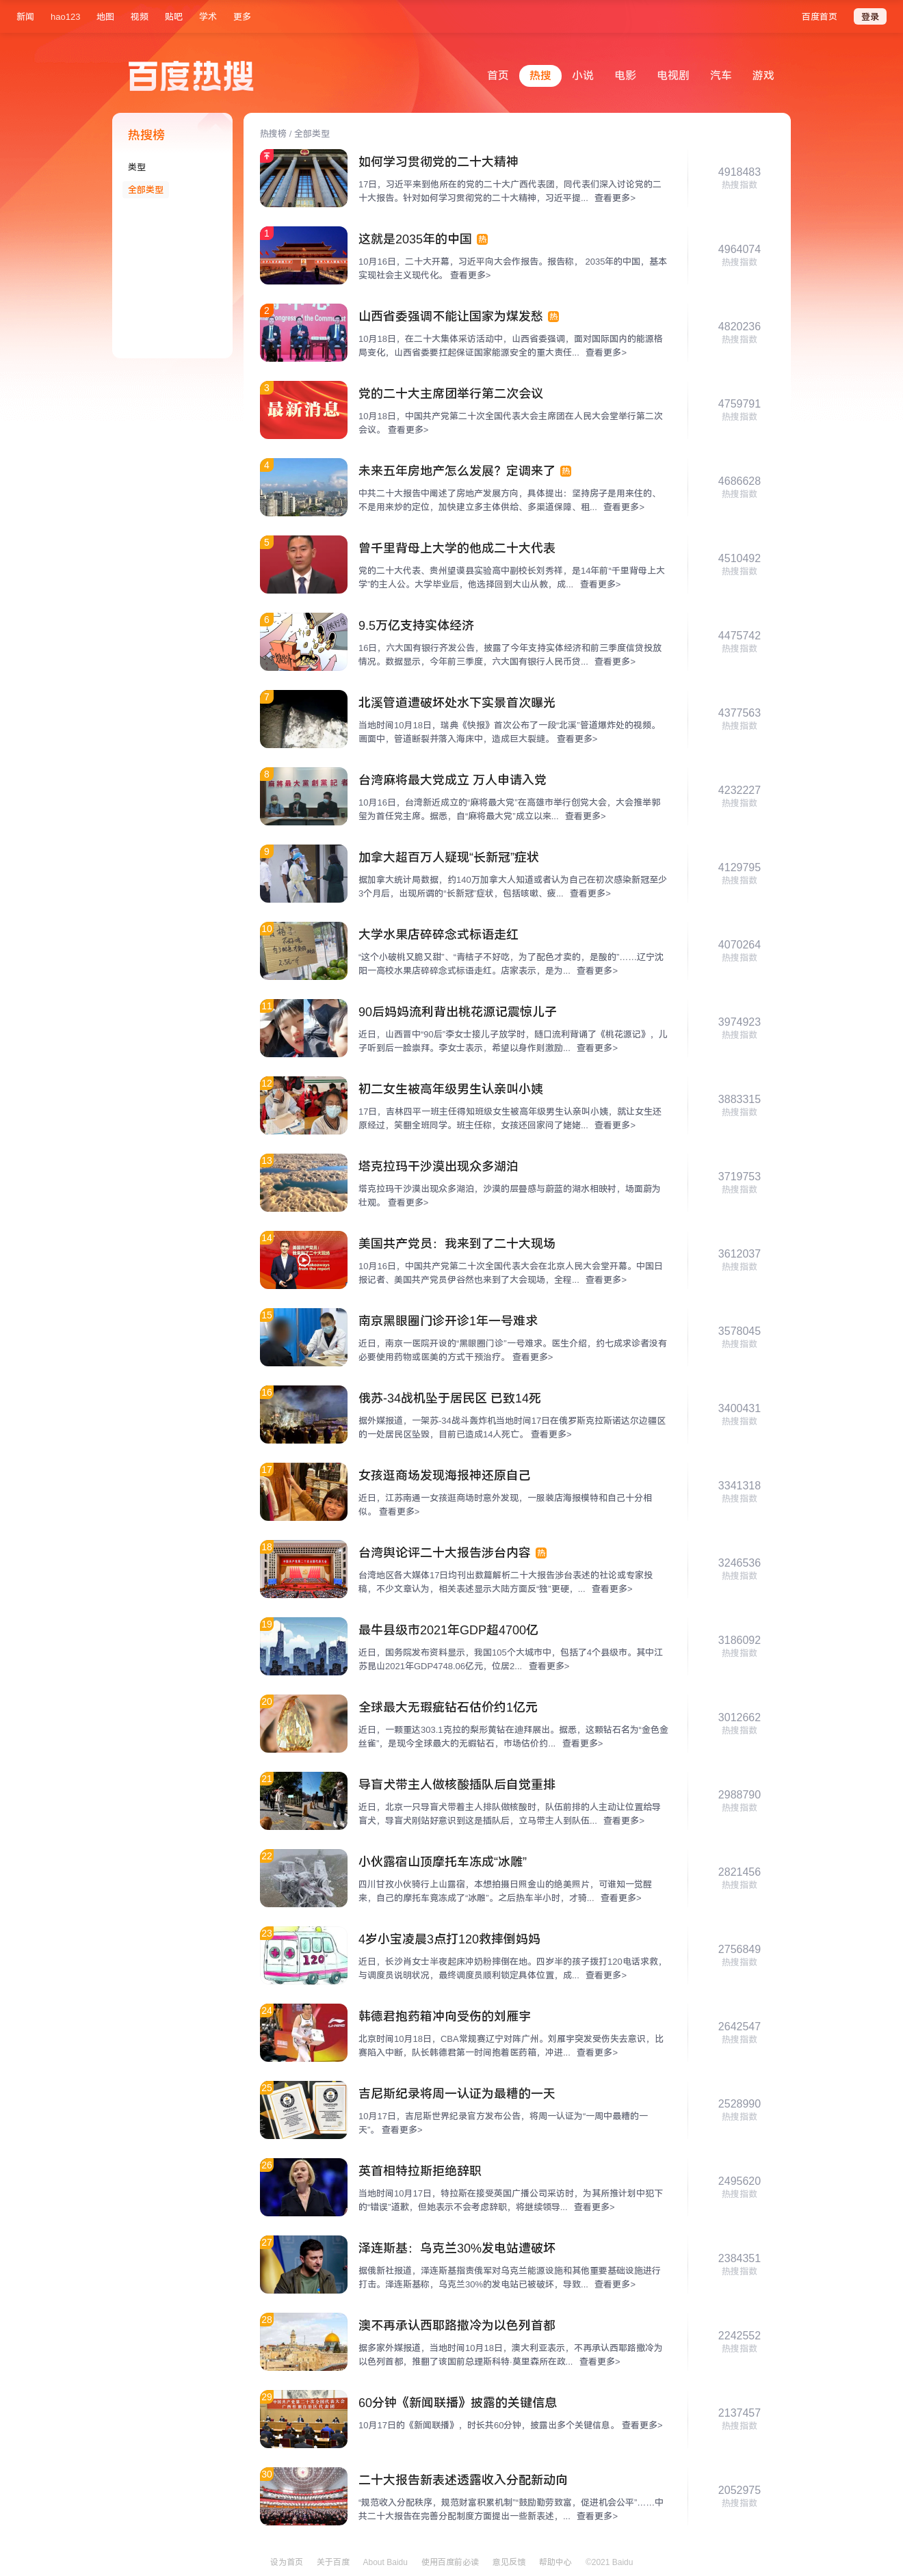 新闻 hao123 地图 视频 贴吧 学术 更多 百度首页 登录
百度热搜
首页 热搜 小说 电影 电视剧 汽车 游戏
热搜榜
类型
全部类型
热搜榜 / 全部类型
如何学习贯彻党的二十大精神
17日，习近平来到他所在的党的二十大广西代表团，同代表们深入讨论党的二
十大报告。针对如何学习贯彻党的二十大精神，习近平提... 查看更多>
4918483
热搜指数
1
这就是2035年的中国 热
10月16日，二十大开幕，习近平向大会作报告。报告称， 2035年的中国，基本
实现社会主义现代化。 查看更多>
4964074
热搜指数
2
山西省委强调不能让国家为煤发愁 热
10月18日，在二十大集体采访活动中，山西省委强调，面对国际国内的能源格
局变化，山西省委要扛起保证国家能源安全的重大责任... 查看更多>
4820236
热搜指数
3
最新消息
党的二十大主席团举行第二次会议
10月18日，中国共产党第二十次全国代表大会主席团在人民大会堂举行第二次
会议。 查看更多>
4759791
热搜指数
4
未来五年房地产怎么发展？定调来了 热
中共二十大报告中阐述了房地产发展方向，具体提出：坚持房子是用来住的、
不是用来炒的定位，加快建立多主体供给、多渠道保障、租... 查看更多>
4686628
热搜指数
5
曾千里背母上大学的他成二十大代表
党的二十大代表、贵州望谟县实验高中副校长刘秀祥，是14年前“千里背母上大
学”的主人公。大学毕业后，他选择回到大山从教，成... 查看更多>
4510492
热搜指数
6
9.5万亿支持实体经济
16日，六大国有银行齐发公告，披露了今年支持实体经济和前三季度信贷投放
情况。数据显示，今年前三季度，六大国有银行人民币贷... 查看更多>
4475742
热搜指数
7
北溪管道遭破坏处水下实景首次曝光
当地时间10月18日，瑞典《快报》首次公布了一段“北溪”管道爆炸处的视频。
画面中，管道断裂并落入海床中，造成巨大裂缝。 查看更多>
4377563
热搜指数
8
台湾麻将最大党成立 万人申请入党
10月16日，台湾新近成立的“麻将最大党”在高雄市举行创党大会，大会推举郭
玺为首任党主席。据悉，自“麻将最大党”成立以来... 查看更多>
4232227
热搜指数
9
加拿大超百万人疑现“长新冠”症状
据加拿大统计局数据，约140万加拿大人知道或者认为自己在初次感染新冠至少
3个月后，出现所谓的“长新冠”症状，包括咳嗽、疲... 查看更多>
4129795
热搜指数
10
大学水果店碎碎念式标语走红
“这个小破桃又脆又甜”、“青桔子不好吃，为了配色才卖的，是酸的”……辽宁沈
阳一高校水果店碎碎念式标语走红。店家表示，是为... 查看更多>
4070264
热搜指数
11
90后妈妈流利背出桃花源记震惊儿子
近日，山西晋中“90后”李女士接儿子放学时，随口流利背诵了《桃花源记》，儿
子听到后一脸崇拜。李女士表示，希望以身作则激励... 查看更多>
3974923
热搜指数
12
初二女生被高年级男生认亲叫小姨
17日，吉林四平一班主任得知班级女生被高年级男生认亲叫小姨，就让女生还
原经过，笑翻全班同学。班主任称，女孩还回家问了姥姥... 查看更多>
3883315
热搜指数
13
塔克拉玛干沙漠出现众多湖泊
塔克拉玛干沙漠出现众多湖泊，沙漠的层叠感与蔚蓝的湖水相映衬，场面蔚为
壮观。 查看更多>
3719753
热搜指数
14
美国共产党员：我来到了二十大现场
10月16日，中国共产党第二十次全国代表大会在北京人民大会堂开幕。中国日
报记者、美国共产党员伊谷然也来到了大会现场，全程... 查看更多>
3612037
热搜指数
15
南京黑眼圈门诊开诊1年一号难求
近日，南京一医院开设的“黑眼圈门诊”一号难求。医生介绍，约七成求诊者没有
必要使用药物或医美的方式干预治疗。 查看更多>
3578045
热搜指数
16
俄苏-34战机坠于居民区 已致14死
据外媒报道，一架苏-34战斗轰炸机当地时间17日在俄罗斯克拉斯诺达尔边疆区
的一处居民区坠毁，目前已造成14人死亡。 查看更多>
3400431
热搜指数
17
女孩逛商场发现海报神还原自己
近日，江苏南通一女孩逛商场时意外发现，一服装店海报模特和自己十分相
似。 查看更多>
3341318
热搜指数
18
台湾舆论评二十大报告涉台内容 热
台湾地区各大媒体17日均刊出数篇解析二十大报告涉台表述的社论或专家投
稿，不少文章认为，相关表述显示大陆方面反“独”更硬，... 查看更多>
3246536
热搜指数
19
最牛县级市2021年GDP超4700亿
近日，国务院发布资料显示，我国105个大城市中，包括了4个县级市。其中江
苏昆山2021年GDP4748.06亿元，位居2... 查看更多>
3186092
热搜指数
20
全球最大无瑕疵钻石估价约1亿元
近日，一颗重达303.1克拉的梨形黄钻在迪拜展出。据悉，这颗钻石名为“金色金
丝雀”，是现今全球最大的无暇钻石，市场估价约... 查看更多>
3012662
热搜指数
21
导盲犬带主人做核酸插队后自觉重排
近日，北京一只导盲犬带着主人排队做核酸时，队伍前排的人主动让位置给导
盲犬，导盲犬刚站好意识到这是插队后，立马带主人到队伍... 查看更多>
2988790
热搜指数
22
小伙露宿山顶摩托车冻成“冰雕”
四川甘孜小伙骑行上山露宿，本想拍摄日照金山的绝美照片，可谁知一觉醒
来，自己的摩托车竟冻成了“冰雕”。之后热车半小时，才骑... 查看更多>
2821456
热搜指数
23
120
4岁小宝凌晨3点打120救摔倒妈妈
近日，长沙肖女士半夜起床冲奶粉摔倒在地。四岁半的孩子拨打120电话求救，
与调度员说明状况，最终调度员顺利锁定具体位置，成... 查看更多>
2756849
热搜指数
24
韩德君抱药箱冲向受伤的刘雁宇
北京时间10月18日，CBA常规赛辽宁对阵广州。刘雁宇突发受伤失去意识，比
赛陷入中断，队长韩德君第一时间抱着医药箱，冲进... 查看更多>
2642547
热搜指数
25
吉尼斯纪录将周一认证为最糟的一天
10月17日，吉尼斯世界纪录官方发布公告，将周一认证为“一周中最糟的一
天”。 查看更多>
2528990
热搜指数
26
英首相特拉斯拒绝辞职
当地时间10月17日，特拉斯在接受英国广播公司采访时，为其所推计划中犯下
的“错误”道歉，但她表示不会考虑辞职，将继续领导... 查看更多>
2495620
热搜指数
27
泽连斯基：乌克兰30%发电站遭破坏
据俄新社报道，泽连斯基指责俄军对乌克兰能源设施和其他重要基础设施进行
打击。泽连斯基称，乌克兰30%的发电站已被破坏，导致... 查看更多>
2384351
热搜指数
28
澳不再承认西耶路撒冷为以色列首都
据多家外媒报道，当地时间10月18日，澳大利亚表示，不再承认西耶路撒冷为
以色列首都，推翻了该国前总理斯科特·莫里森所在政... 查看更多>
2242552
热搜指数
29
60分钟《新闻联播》披露的关键信息
10月17日的《新闻联播》，时长共60分钟，披露出多个关键信息。 查看更多>
2137457
热搜指数
30
二十大报告新表述透露收入分配新动向
“规范收入分配秩序，规范财富积累机制”“鼓励勤劳致富，促进机会公平”……中
共二十大报告在完善分配制度方面提出一些新表述，... 查看更多>
2052975
热搜指数
设为首页 关于百度 About Baidu 使用百度前必读 意见反馈 帮助中心 ©2021 Baidu